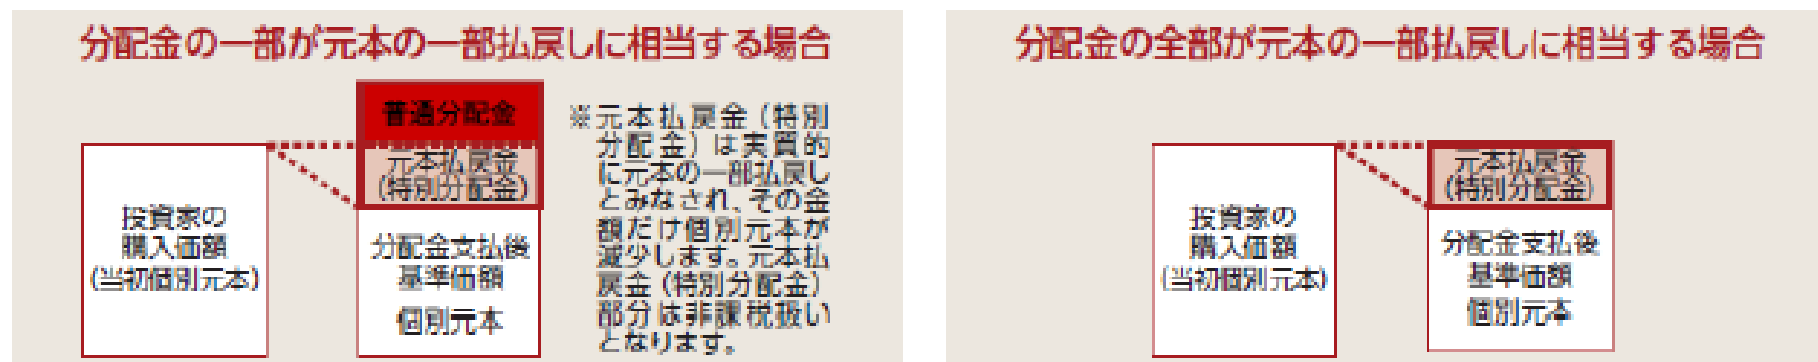 分配金の一部が元本の一部払戻しに相当する場合
普通分配金
元本払戻金
(特別分配金)
投資家の
購入価額
(当初個別元本)
分配金支払後
基準価額
個別元本
※元本払戻金(特別
分配金)は実質的
に元本の一部払戻し
とみなされ、その金
額だけ個別元本が
減少します。元本払
戻金(特別分配金)
部分は非課税扱い
となります。
分配金の全部が元本の一部払戻しに相当する場合
元本払戻金
(特別分配金)
投資家の
購入価額
(当初個別元本)
分配金支払後
基準価額
個別元本